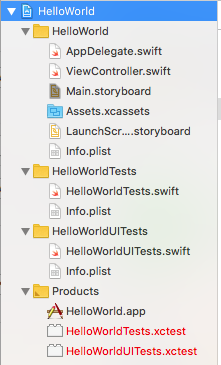 HelloWorld
HelloWorld
AppDelegate.swift
ViewController.swift
Main.storyboard
Assets.xcassets
LaunchScr....storyboard
Info.plist
HelloWorldTests
HelloWorldTests.swift
Info.plist
HelloWorldUITests
HelloWorldUITests.swift
Info.plist
Products
HelloWorld.app
HelloWorldTests.xctest
HelloWorldUITests.xctest